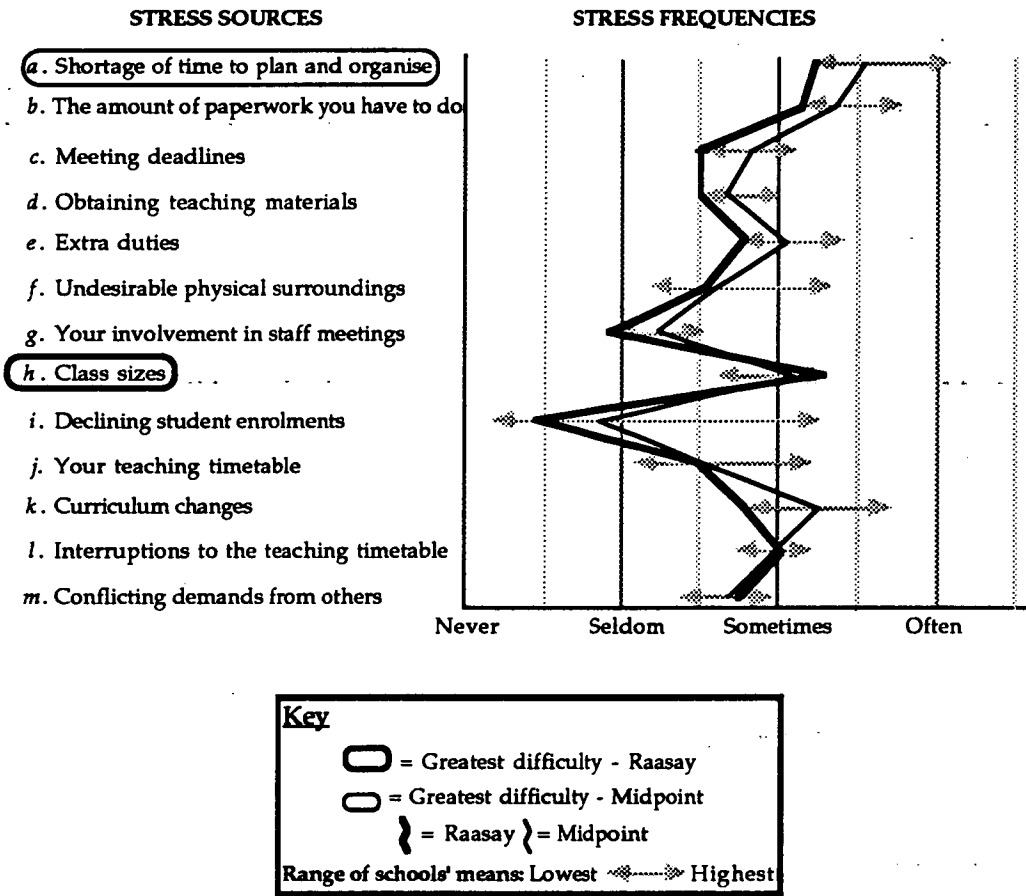 STRESS SOURCES STRESS FREQUENCIES
a. Shortage of time to plan and organise
b. The amount of paperwork you have to do
c. Meeting deadlines
d. Obtaining teaching materials
e. Extra duties
f. Undesirable physical surroundings
g. Your involvement in staff meetings
h. Class sizes
i. Declining student enrolments
j. Your teaching timetable
k. Curriculum changes
l. Interruptions to the teaching timetable
m. Conflicting demands from others
Never Seldom Sometimes Often
Key
= Greatest difficulty - Raasay
= Greatest difficulty - Midpoint
= Raasay = Midpoint
Range of schools' means: Lowest Highest